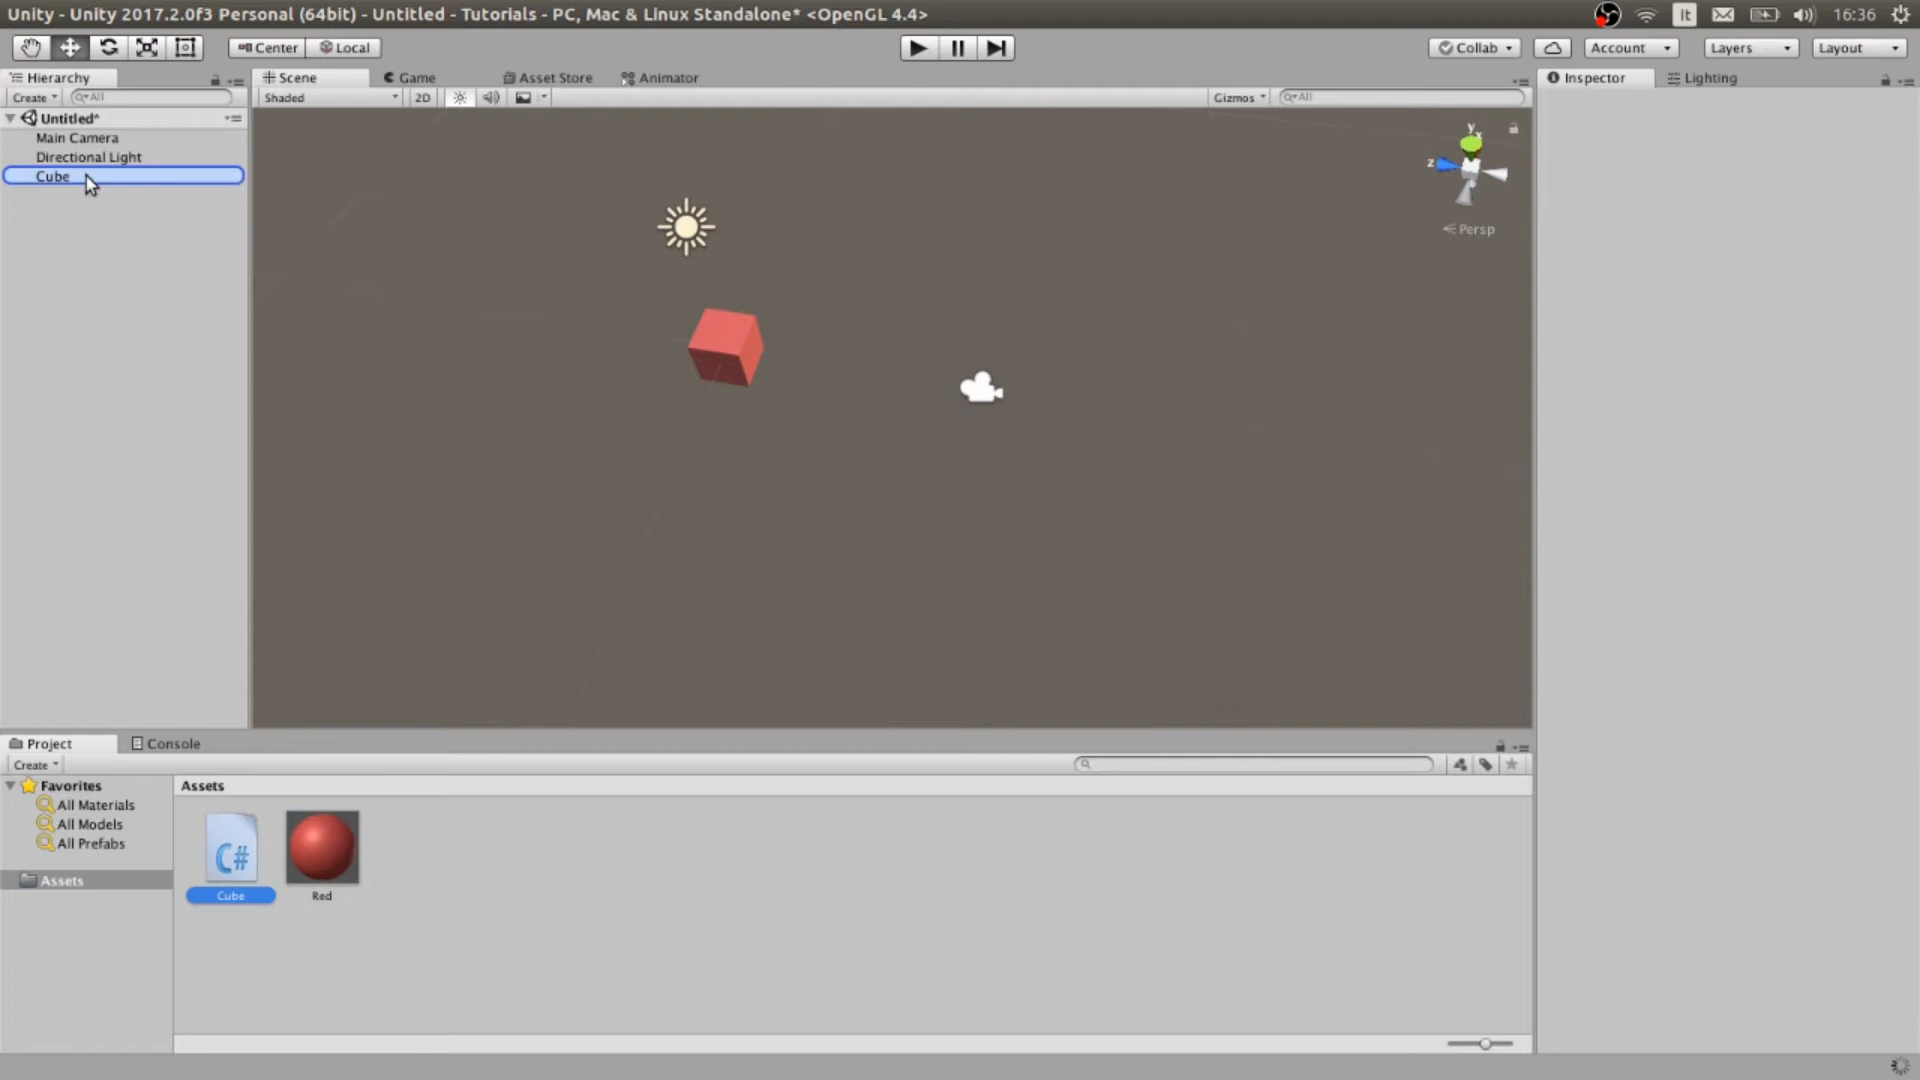 Unity - Unity 2017.2.0f3 Personal (64bit) - Untitled - Tutorials - PC, Mac & Linux Standalone* <OpenGL 4.4>
It
16:36
Center
Local
Collab
Account
Layers
Layout
Hierarchy
Scene
Game
Asset Store
Animator
Inspector
Lighting
Create
All
Shaded
2D
Gizmos
All
Untitled*
Main Camera
Directional Light
Cube
y
x
z
Persp
Project
Console
Create
Favorites
All Materials
All Models
All Prefabs
Assets
Assets
C#
Cube
Red